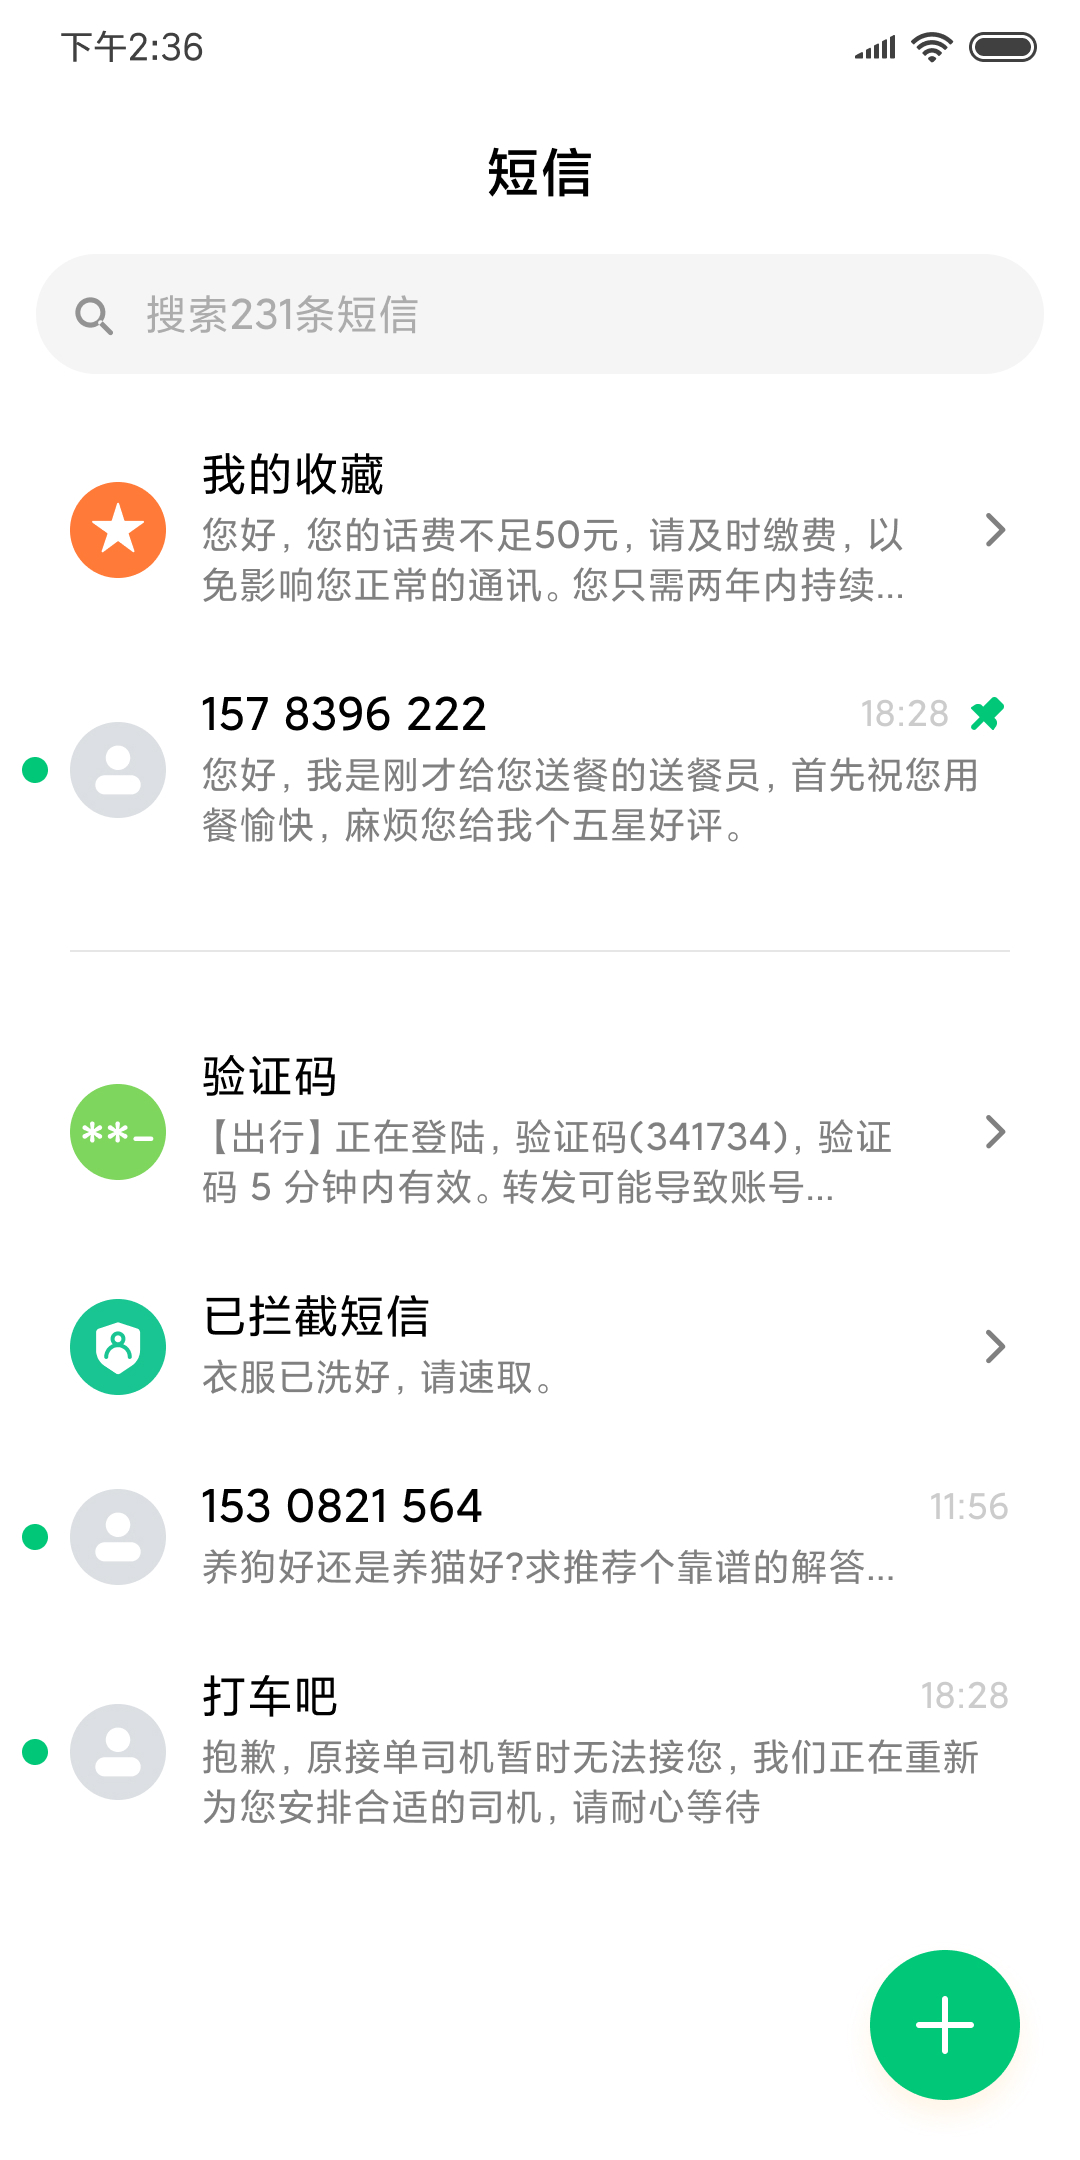 下午2:36
短信
搜索231条短信
我的收藏
您好，您的话费不足50元，请及时缴费，以
免影响您正常的通讯。您只需两年内持续...
157 8396 222
18:28
您好，我是刚才给您送餐的送餐员，首先祝您用
餐愉快，麻烦您给我个五星好评。
验证码
【出行】正在登陆，验证码(341734)，验证
码 5 分钟内有效。转发可能导致账号...
已拦截短信
衣服已洗好，请速取。
153 0821 564
11:56
养狗好还是养猫好?求推荐个靠谱的解答...
打车吧
18:28
抱歉，原接单司机暂时无法接您，我们正在重新
为您安排合适的司机，请耐心等待